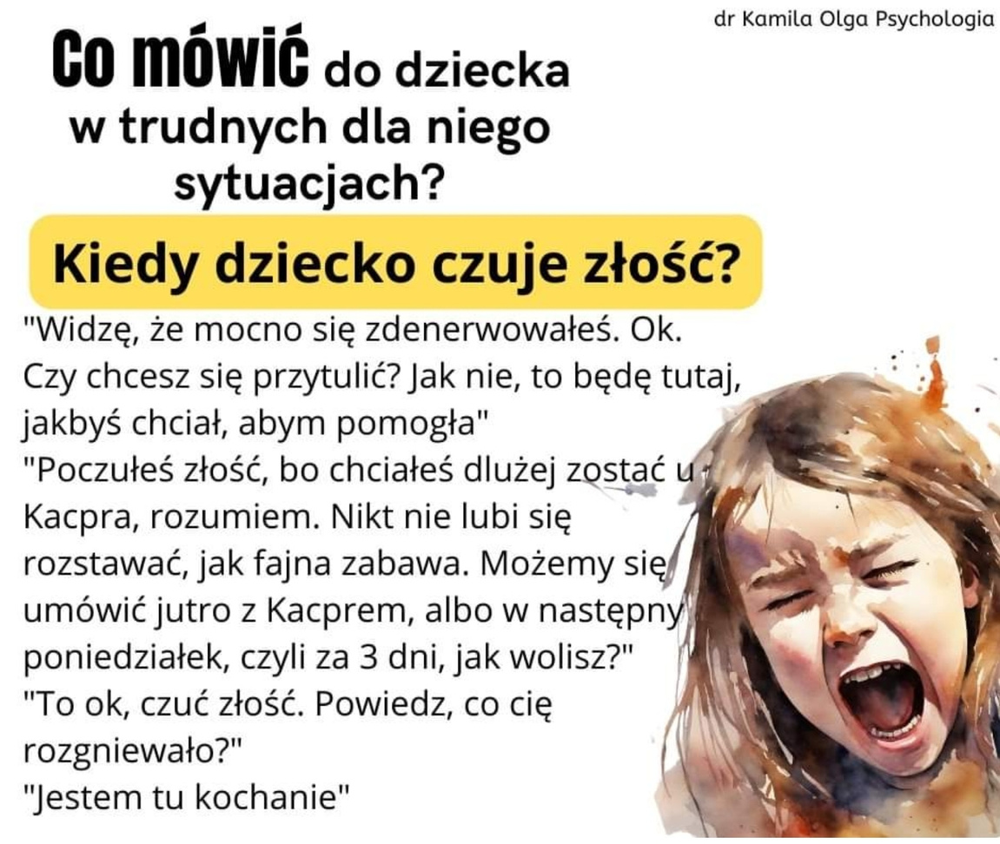 dr Kamila Olga Psychologia
Co mówić do dziecka
w trudnych dla niego
sytuacjach?
Kiedy dziecko czuje złość?
"Widzę, że mocno się zdenerwowałeś. Ok.
Czy chcesz się przytulić? Jak nie, to będę tutaj,
jakbyś chciał, abym pomogła"
"Poczułeś złość, bo chciałeś dlużej zostać u
Kacpra, rozumiem. Nikt nie lubi się
rozstawać, jak fajna zabawa. Możemy się
umówić jutro z Kacprem, albo w następny
poniedziałek, czyli za 3 dni, jak wolisz?"
"To ok, czuć złość. Powiedz, co cię
rozgniewało?"
"Jestem tu kochanie"